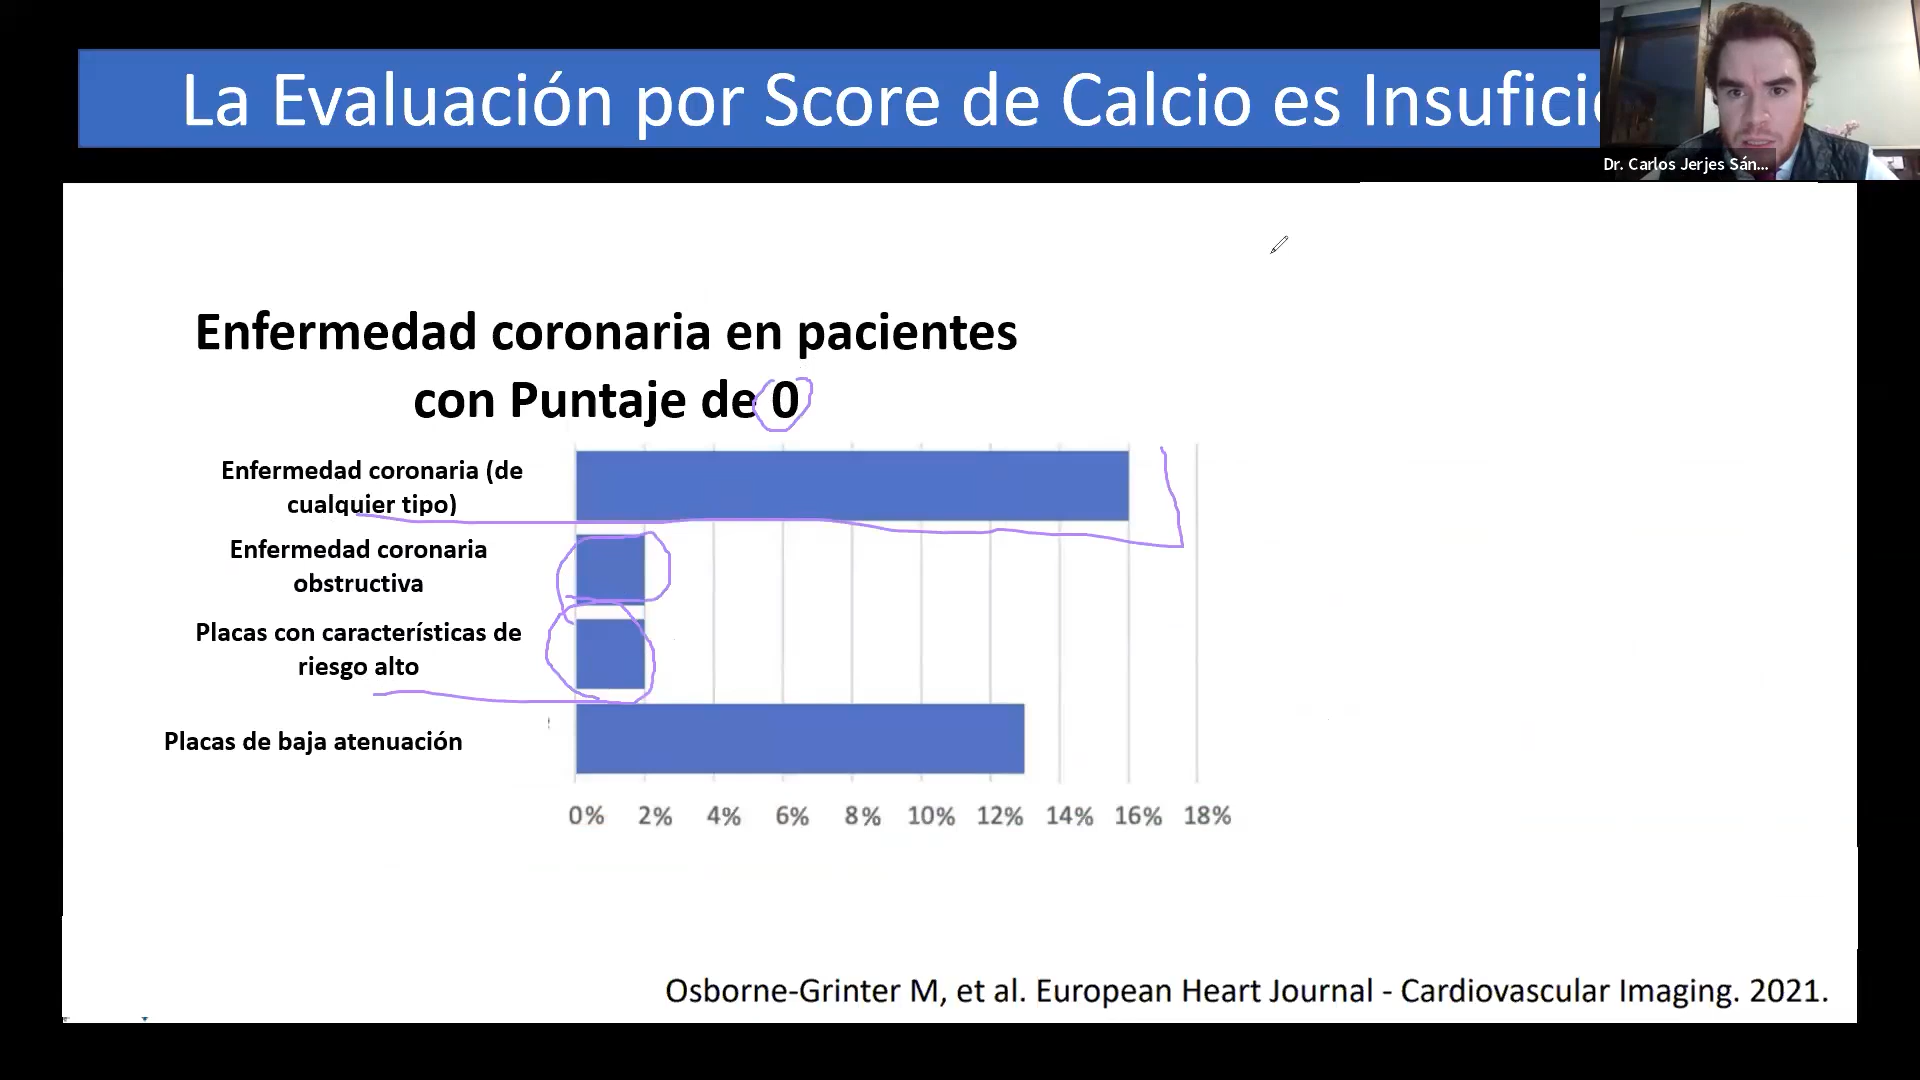 La Evaluación por Score de Calcio es Insufici
Dr. Carlos Jerjes Sán...
Enfermedad coronaria en pacientes
con Puntaje de 0
Enfermedad coronaria (de
cualquier tipo)
Enfermedad coronaria
obstructiva
Placas con características de
riesgo alto
Placas de baja atenuación
0% 2% 4% 6% 8% 10% 12% 14% 16% 18%
Osborne-Grinter M, et al. European Heart Journal - Cardiovascular Imaging. 2021.